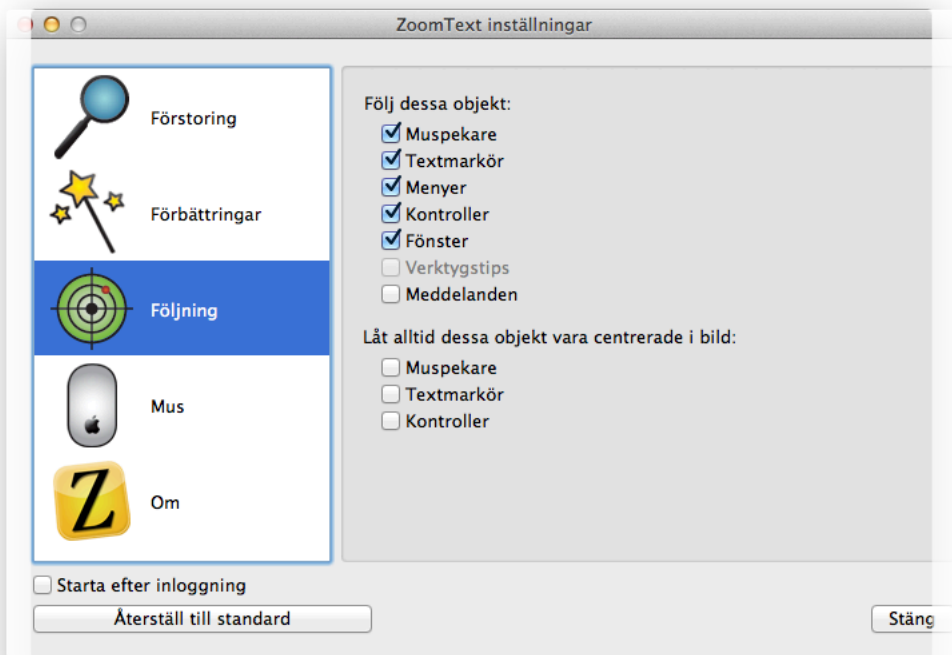 ZoomText inställningar
Förstoring
Förbättringar
Följning
Mus
Z
Om
Följ dessa objekt:
Muspekare
Textmarkör
Menyer
Kontroller
Fönster
Verktygstips
Meddelanden
Låt alltid dessa objekt vara centrerade i bild:
Muspekare
Textmarkör
Kontroller
Starta efter inloggning
Återställ till standard
Stäng